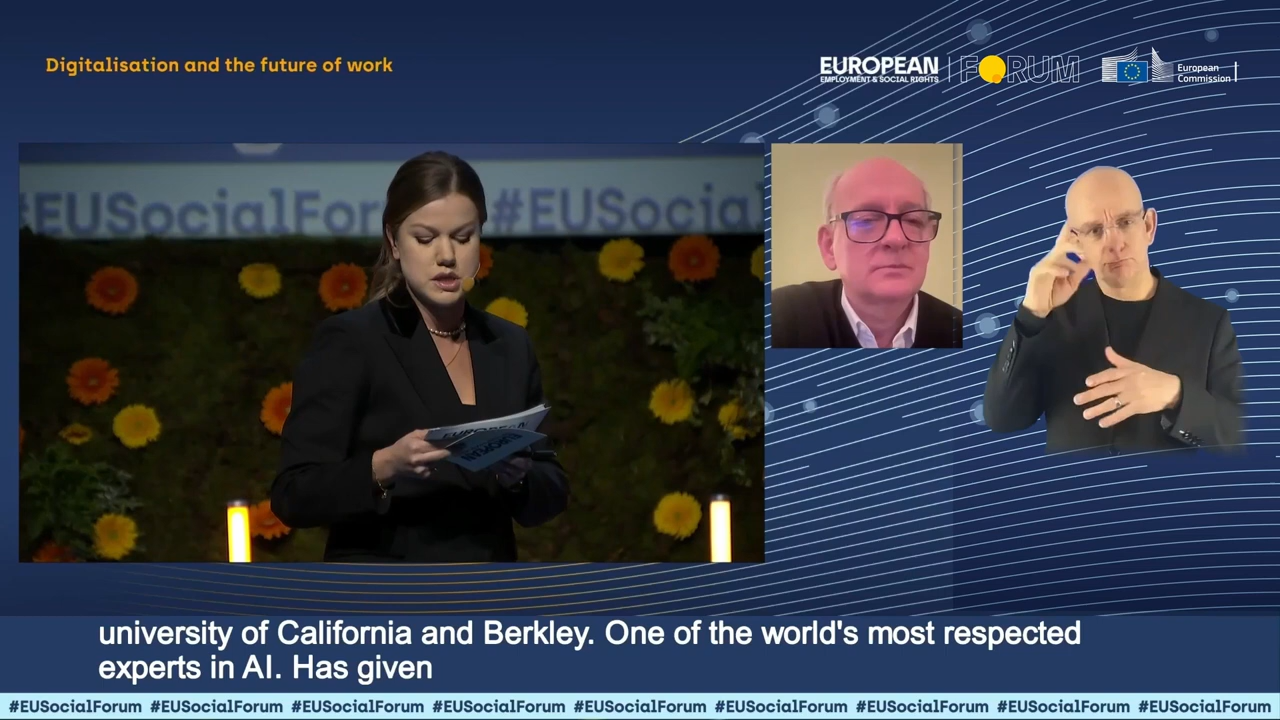 Digitalisation and the future of work
EUROPEAN
EMPLOYMENT & SOCIAL RIGHTS
FORUM
European
Commission
#EUSocialFor
#EUSocial
EUROPEAN
university of California and Berkley. One of the world's most respected
experts in AI. Has given
#EUSocialForum #EUSocialForum #EUSocialForum #EUSocialForum #EUSocialForum #EUSocialForum #EUSocialForum #EUSocialForum #EUSocialForum